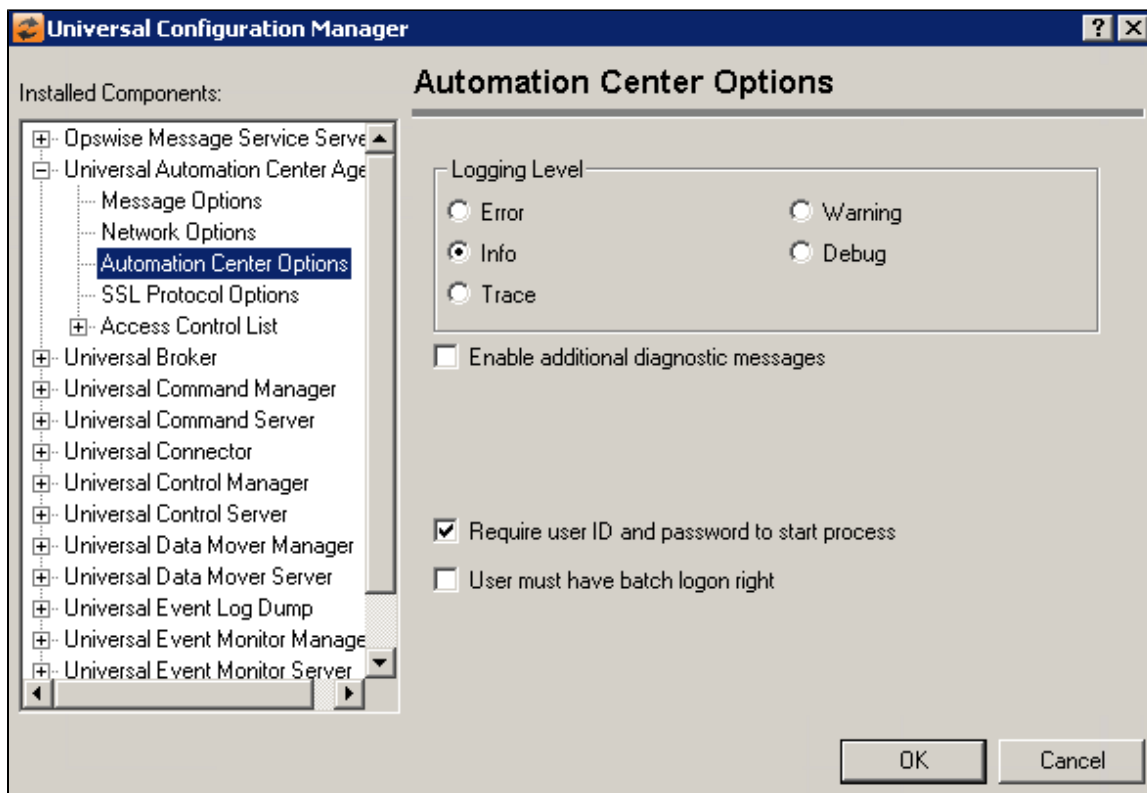 Universal Configuration Manager
Installed Components:
Opswise Message Service Serve
Universal Automation Center Age
Message Options
Network Options
Automation Center Options
SSL Protocol Options
Access Control List
Universal Broker
Universal Command Manager
Universal Command Server
Universal Connector
Universal Control Manager
Universal Control Server
Universal Data Mover Manager
Universal Data Mover Server
Universal Event Log Dump
Universal Event Monitor Manage
Universal Event Monitor Server
Automation Center Options
Logging Level
Error
Warning
Info
Debug
Trace
Enable additional diagnostic messages
Require user ID and password to start process
User must have batch logon right
OK
Cancel